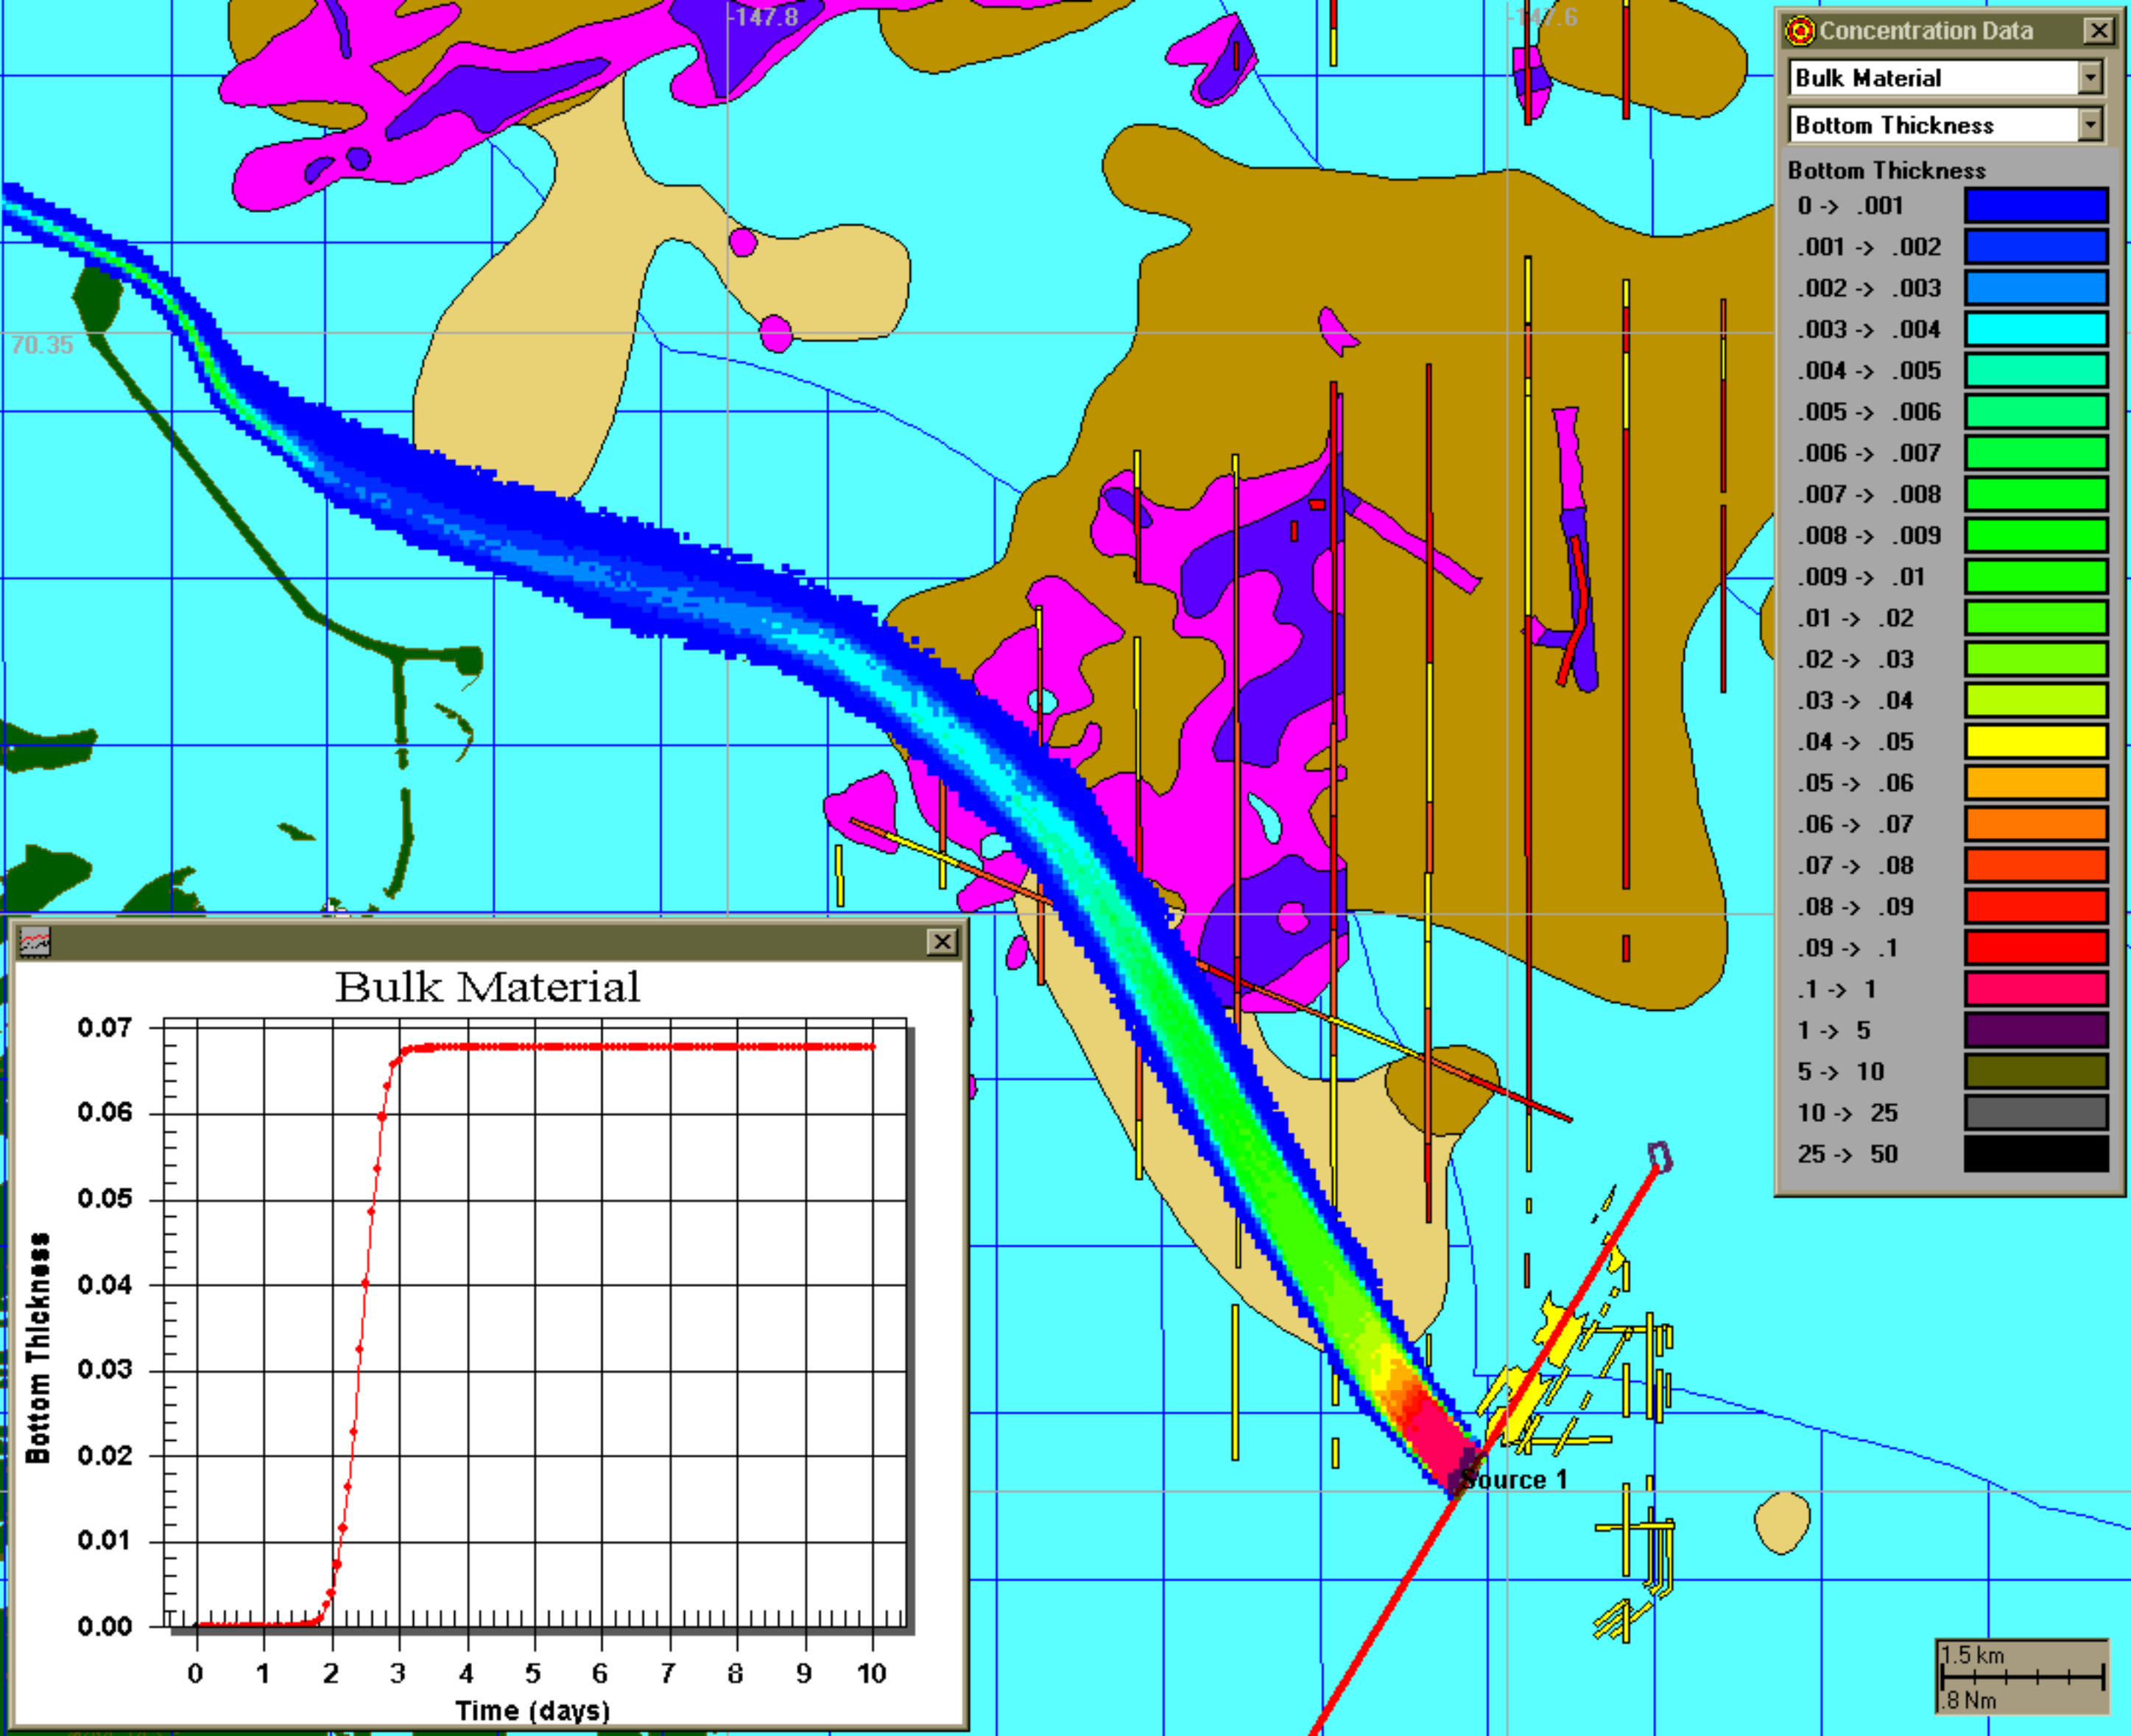 -147.8
-147.6
70.35
Concentration Data
Bulk Material
Bottom Thickness
Bottom Thickness
0 -> .001
.001 -> .002
.002 -> .003
.003 -> .004
.004 -> .005
.005 -> .006
.006 -> .007
.007 -> .008
.008 -> .009
.009 -> .01
.01 -> .02
.02 -> .03
.03 -> .04
.04 -> .05
.05 -> .06
.06 -> .07
.07 -> .08
.08 -> .09
.09 -> .1
.1 -> 1
1 -> 5
5 -> 10
10 -> 25
25 -> 50
Bulk Material
0.07
0.06
0.05
0.04
0.03
0.02
0.01
0.00
Bottom Thickness
0 1 2 3 4 5 6 7 8 9 10
Time (days)
Source 1
1.5 km
.8 Nm